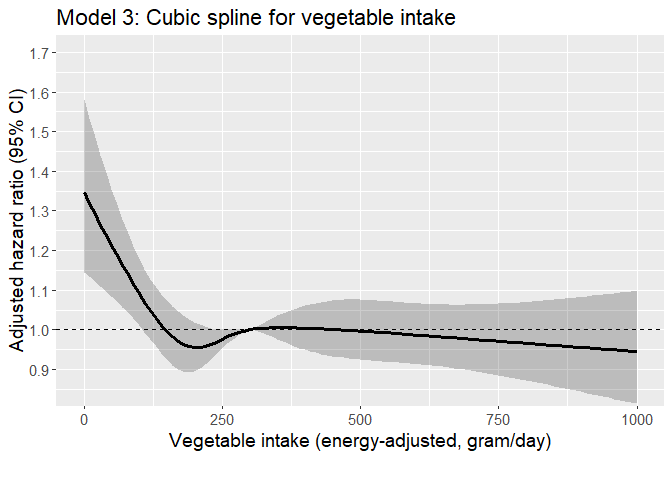 Model 3: Cubic spline for vegetable intake
Adjusted hazard ratio (95% CI)
1.7
1.6
1.5
1.4
1.3
1.2
1.1
1.0
0.9
0 250 500 750 1000
Vegetable intake (energy-adjusted, gram/day)